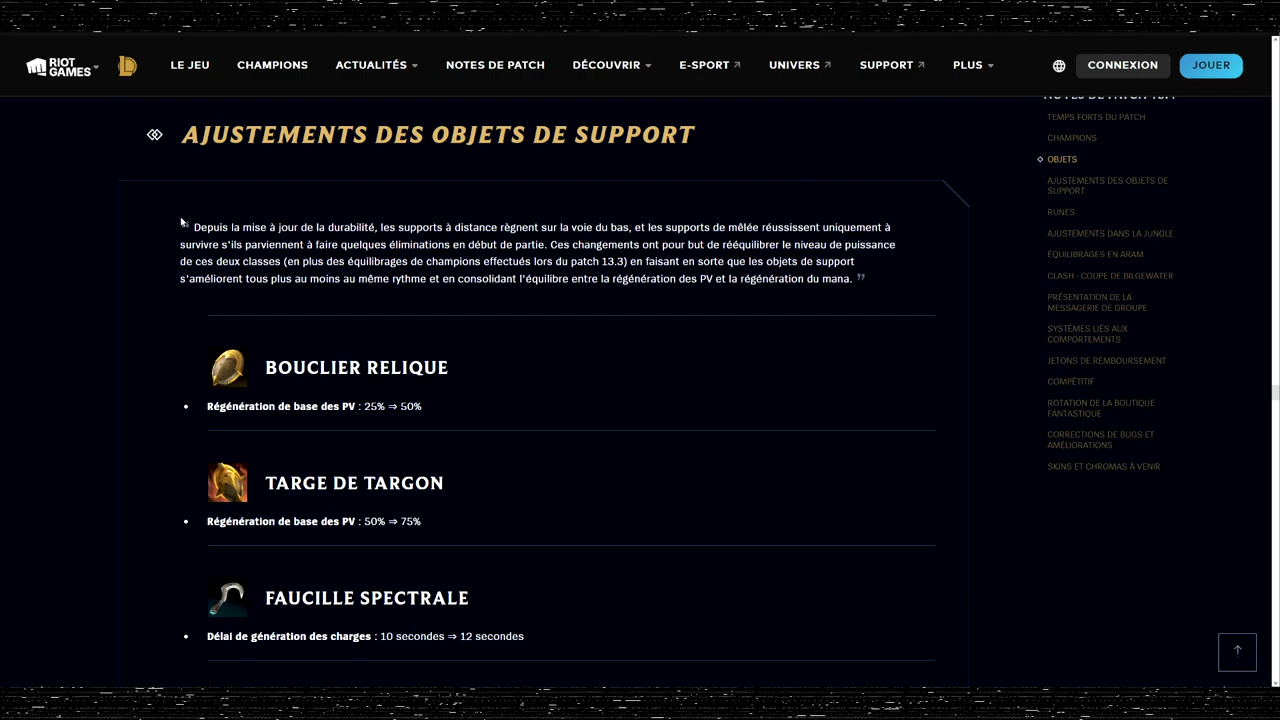 RIOT GAMES
LE JEU
CHAMPIONS
ACTUALITÉS
NOTES DE PATCH
DÉCOUVRIR
E-SPORT
UNIVERS
SUPPORT
PLUS
CONNEXION
JOUER
AJUSTEMENTS DES OBJETS DE SUPPORT
Depuis la mise à jour de la durabilité, les supports à distance règnent sur la voie du bas, et les supports de mêlée réussissent uniquement à
survivre s'ils parviennent à faire quelques éliminations en début de partie. Ces changements ont pour but de rééquilibrer le niveau de puissance
de ces deux classes (en plus des équilibrages de champions effectués lors du patch 13.3) en faisant en sorte que les objets de support
s'améliorent tous plus au moins au même rythme et en consolidant l'équilibre entre la régénération des PV et la régénération du mana. ”
BOUCLIER RELIQUE
• Régénération de base des PV : 25% ⇒ 50%
TARGE DE TARGON
• Régénération de base des PV : 50% ⇒ 75%
FAUCILLE SPECTRALE
• Délai de génération des charges : 10 secondes ⇒ 12 secondes
TEMPS FORTS DU PATCH
CHAMPIONS
OBJETS
AJUSTEMENTS DES OBJETS DE
SUPPORT
RUNES
AJUSTEMENTS DANS LA JUNGLE
ÉQUILIBRAGES EN ARAM
CLASH - COUPE DE BILGEWATER
PRÉSENTATION DE LA
MESSAGERIE DE GROUPE
SYSTÈMES LIÉS AUX
COMPORTEMENTS
JETONS DE REMBOURSEMENT
COMPÉTITIF
ROTATION DE LA BOUTIQUE
FANTASTIQUE
CORRECTIONS DE BUGS ET
AMÉLIORATIONS
SKINS ET CHROMAS À VENIR